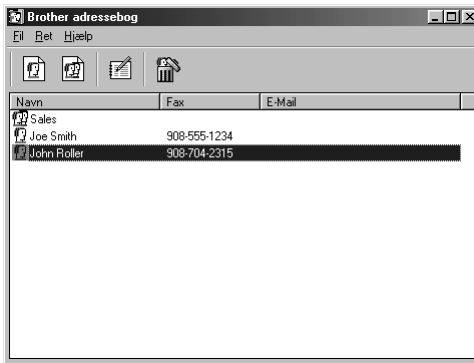 Brother adressebog
Fil Ret Hjælp
Navn Fax E-Mail
Sales
Joe Smith 908-555-1234
John Roller 908-704-2315